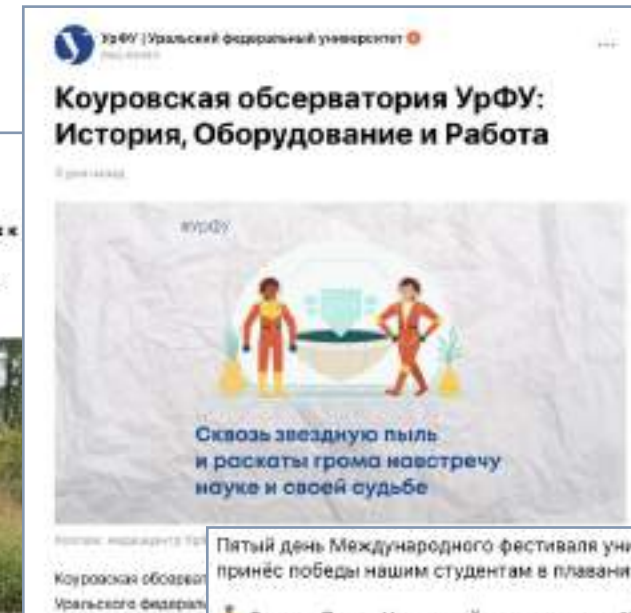 УрФУ | Уральский федеральный университет
Коуровская обсерватория УрФУ:
История, Оборудование и Работа
#УрФУ
Сквозь звездную пыль
и раскаты грома навстречу
науке и своей судьбе
Пятый день Международного фестиваля уни
принёс победы нашим студентам в плавани
Коуровская обсерват
Уральского федераль